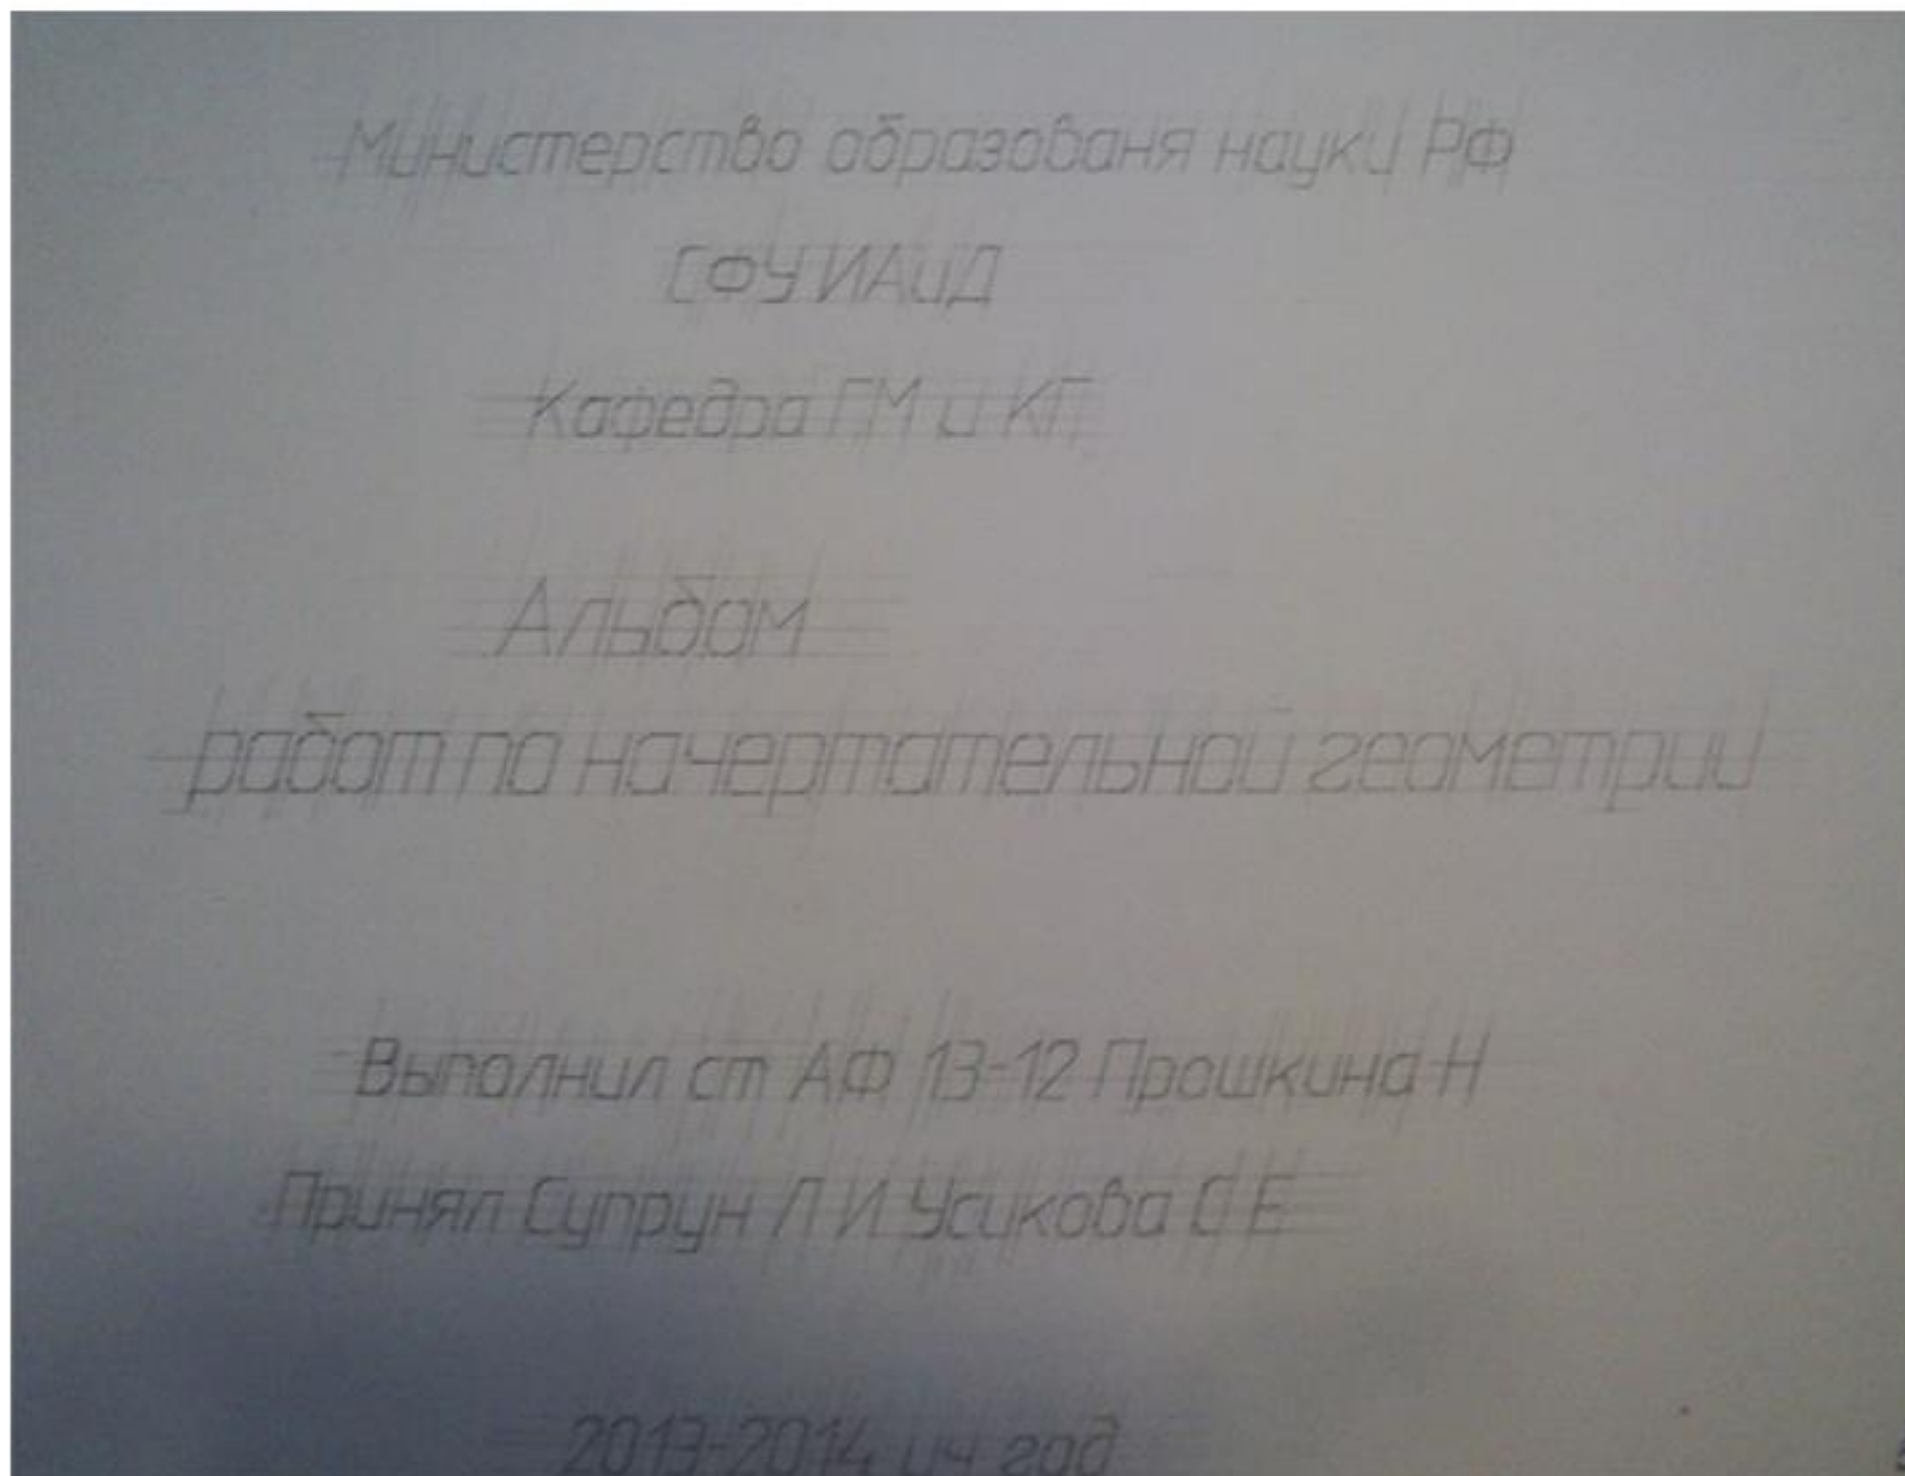 Министерство образованя науки РФ
СФУ ИАиД
Кафедра ГМ и КГ
Альбом
работ по начертательной геометрии
Выполнил ст АФ 13-12 Прошкина Н
Принял Супрун Л И Усикова С Е
2013-2014 уч год